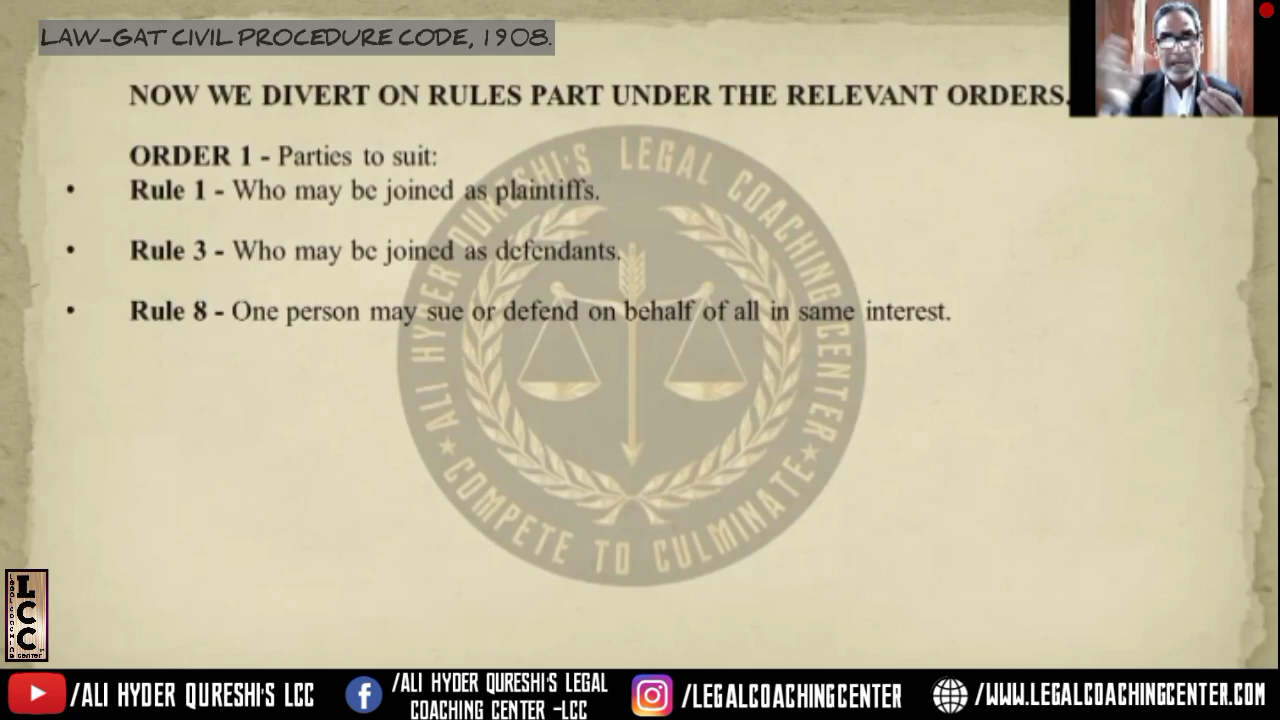 LAW-GAT CIVIL PROCEDURE CODE, 1908.
NOW WE DIVERT ON RULES PART UNDER THE RELEVANT ORDERS.
ORDER 1 - Parties to suit:
• Rule 1 - Who may be joined as plaintiffs.
• Rule 3 - Who may be joined as defendants.
• Rule 8 - One person may sue or defend on behalf of all in same interest.
ALI HYDER QURESHI'S LEGAL COACHING CENTER
★ COMPETE TO CULMINATE ★
LCC
LEGAL COACHING
CENTER
/ALI HYDER QURESHI'S LCC
/ALI HYDER QURESHI'S LEGAL
COACHING CENTER -LCC
/LEGALCOACHINGCENTER
/WWW.LEGALCOACHINGCENTER.COM